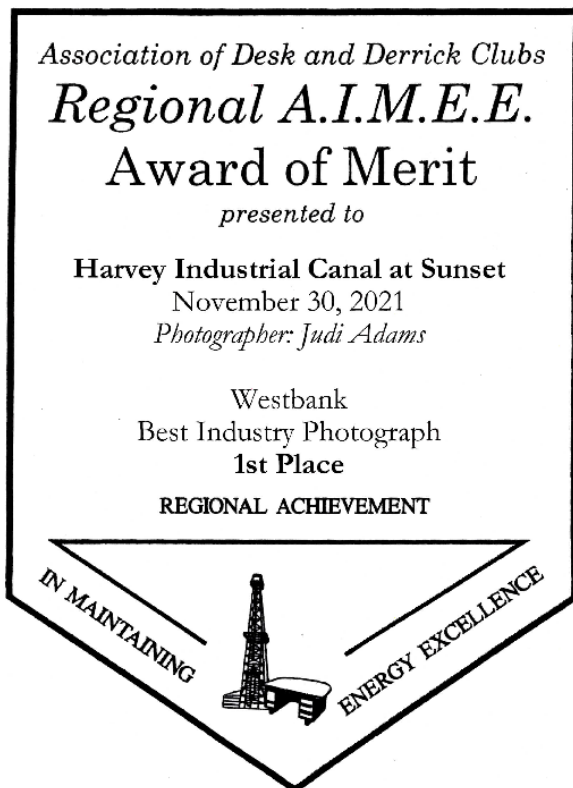 Association of Desk and Derrick Clubs
Regional A.I.M.E.E.
Award of Merit
presented to
Harvey Industrial Canal at Sunset
November 30, 2021
Photographer: Judi Adams
Westbank
Best Industry Photograph
1st Place
REGIONAL ACHIEVEMENT
IN MAINTAINING
ENERGY EXCELLENCE